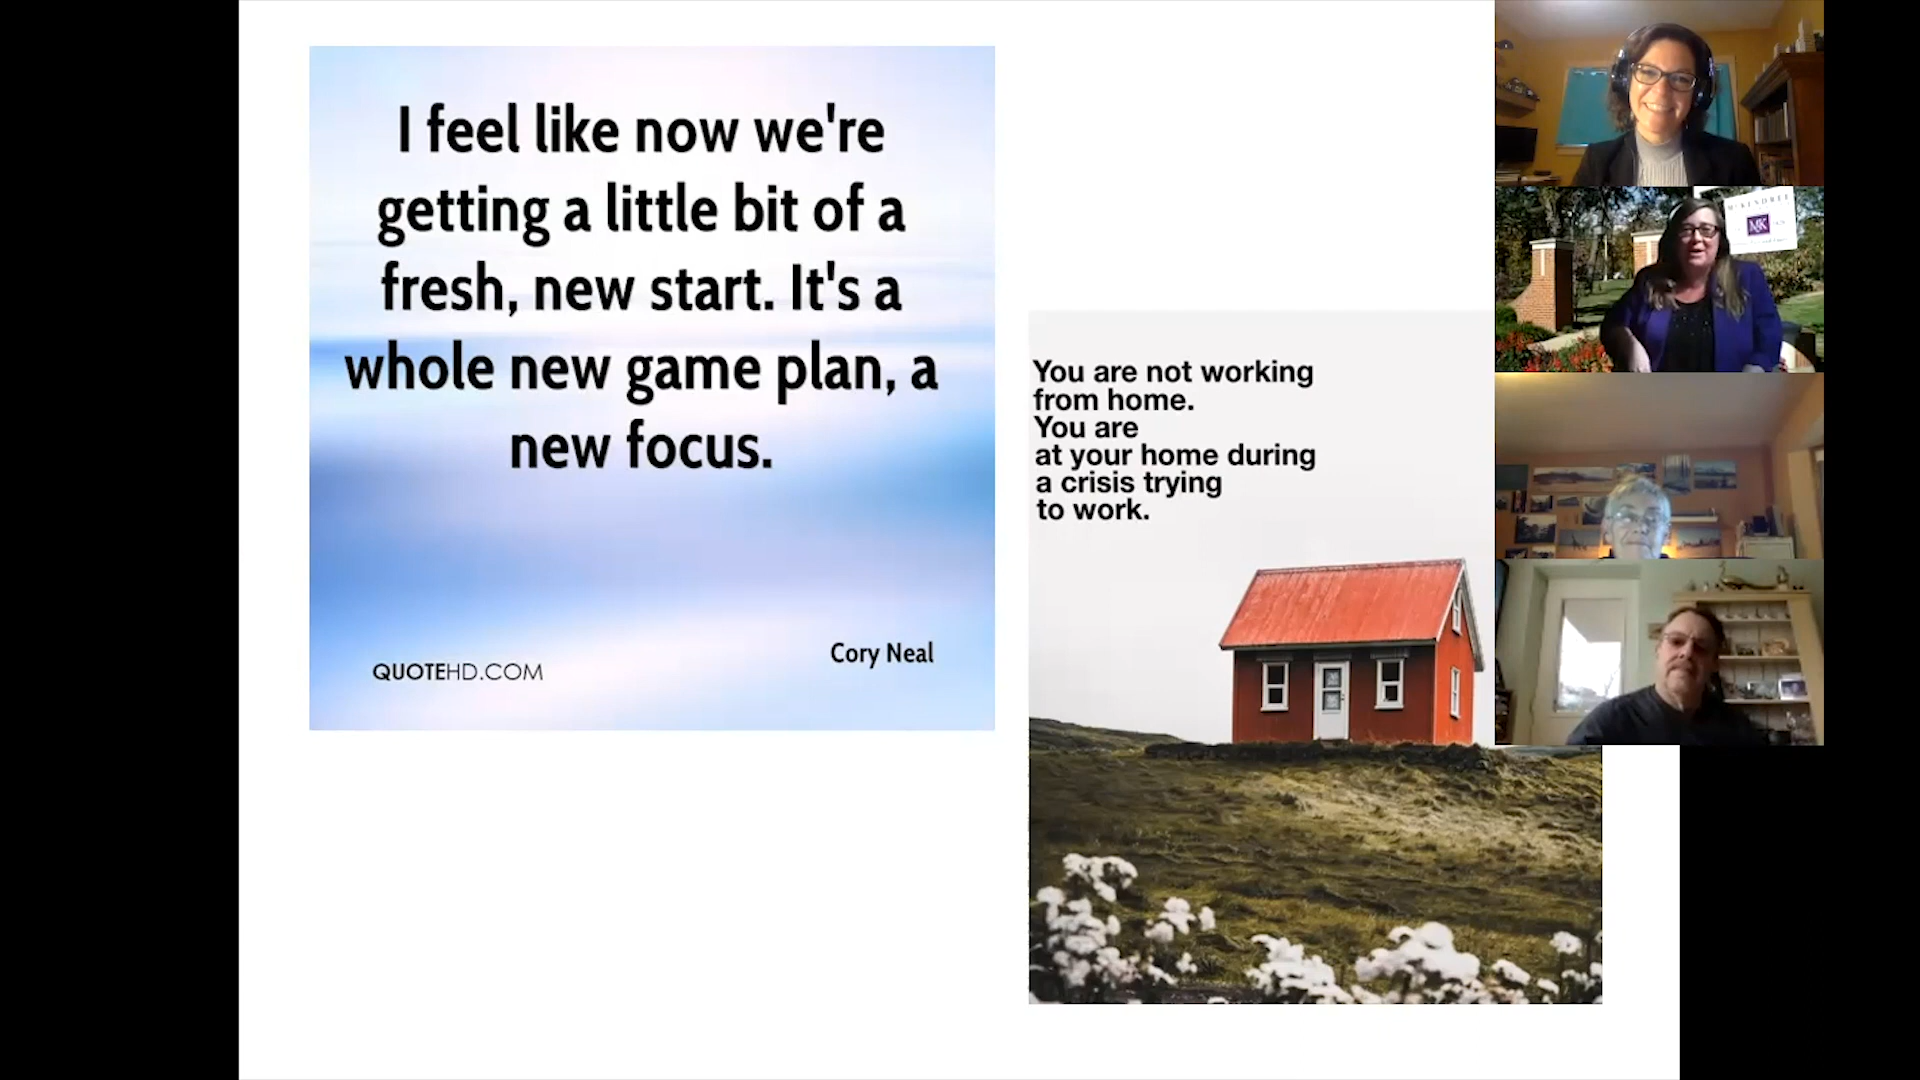 I feel like now we're
getting a little bit of a
fresh, new start. It's a
whole new game plan, a
new focus.
Cory Neal
QUOTEHD.COM
You are not working
from home.
You are
at your home during
a crisis trying
to work.
McKENDREE
MK